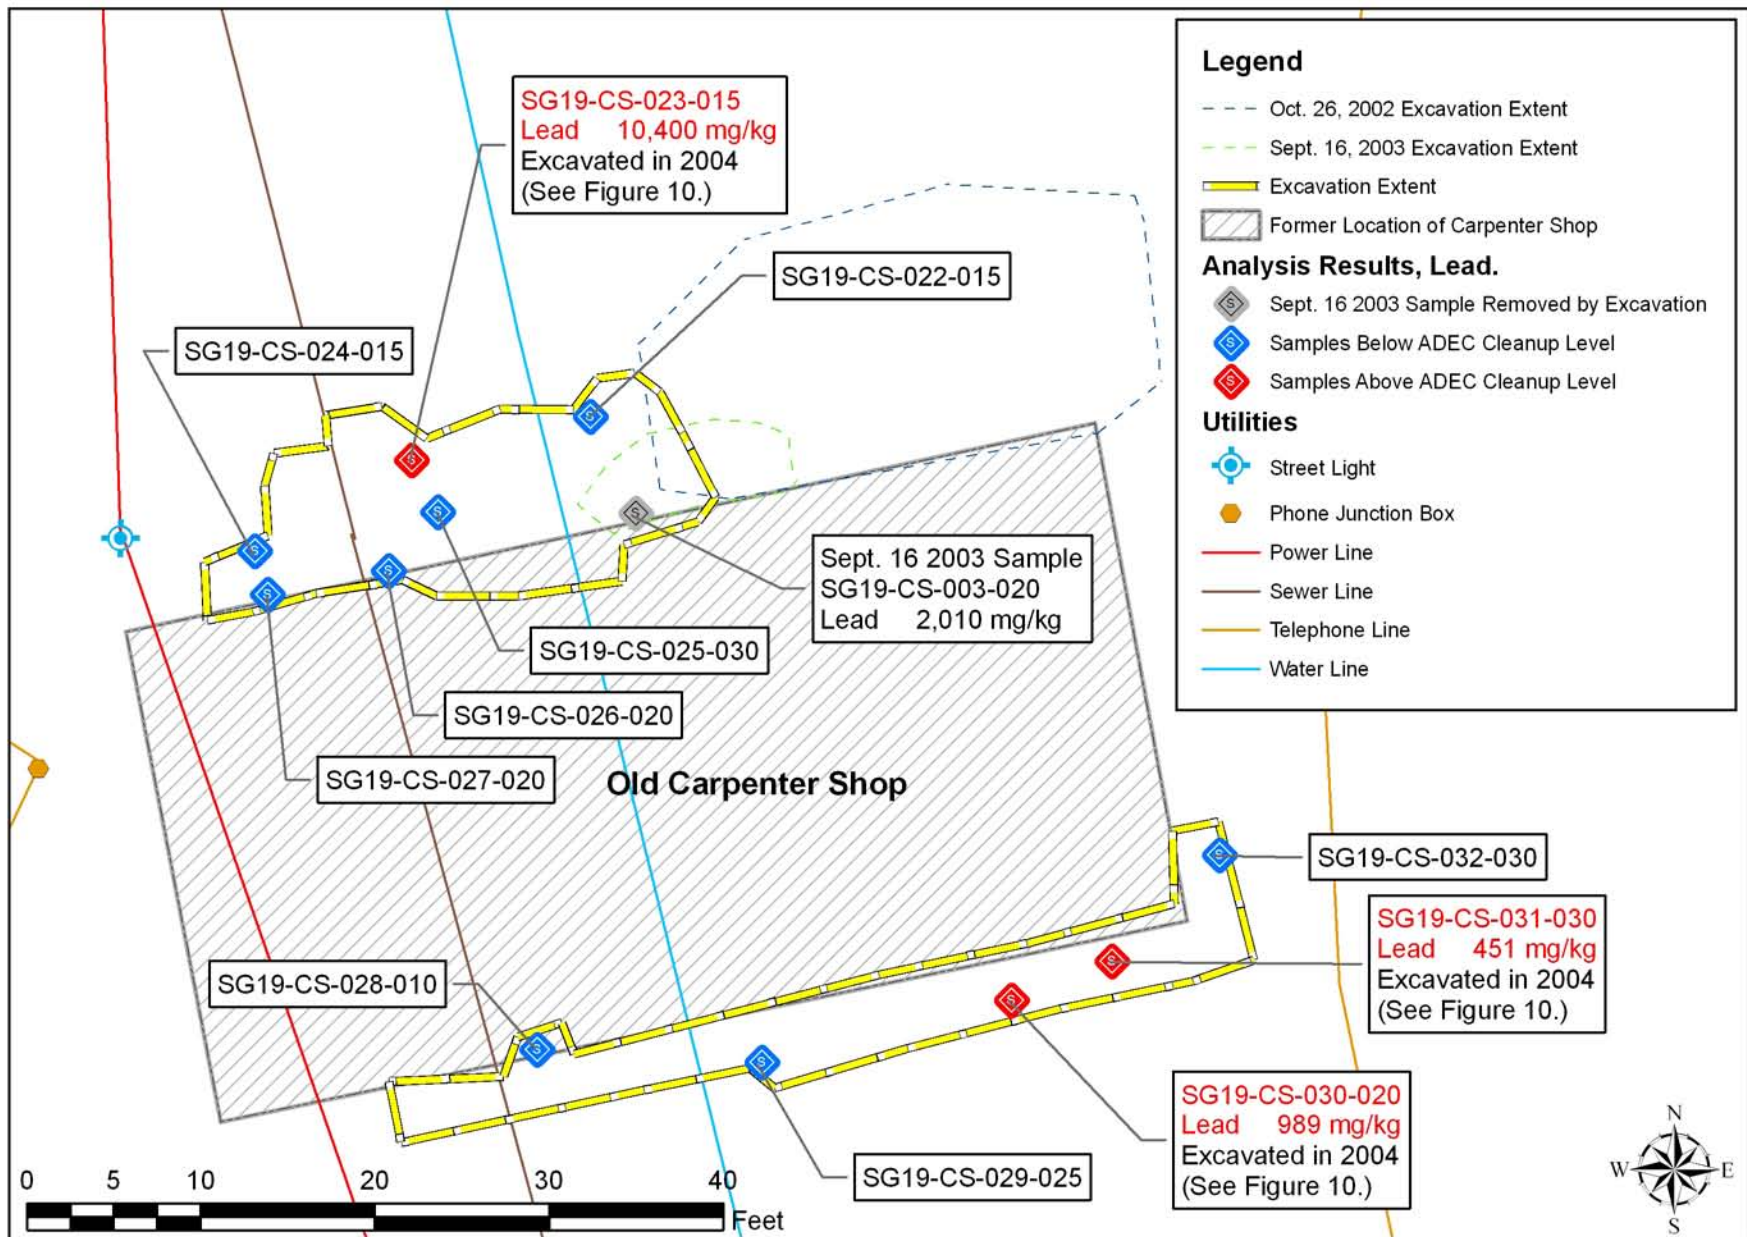 SG19-CS-023-015
Lead 10,400 mg/kg
Excavated in 2004
(See Figure 10.)
SG19-CS-022-015
SG19-CS-024-015
Sept. 16 2003 Sample
SG19-CS-003-020
Lead 2,010 mg/kg
SG19-CS-025-030
SG19-CS-026-020
SG19-CS-027-020
Old Carpenter Shop
SG19-CS-032-030
SG19-CS-031-030
Lead 451 mg/kg
Excavated in 2004
(See Figure 10.)
SG19-CS-028-010
SG19-CS-030-020
Lead 989 mg/kg
Excavated in 2004
(See Figure 10.)
SG19-CS-029-025
Legend
Oct. 26, 2002 Excavation Extent
Sept. 16, 2003 Excavation Extent
Excavation Extent
Former Location of Carpenter Shop
Analysis Results, Lead.
S Sept. 16 2003 Sample Removed by Excavation
S Samples Below ADEC Cleanup Level
S Samples Above ADEC Cleanup Level
Utilities
Street Light
Phone Junction Box
Power Line
Sewer Line
Telephone Line
Water Line
0 5 10 20 30 40
Feet
N
W E
S